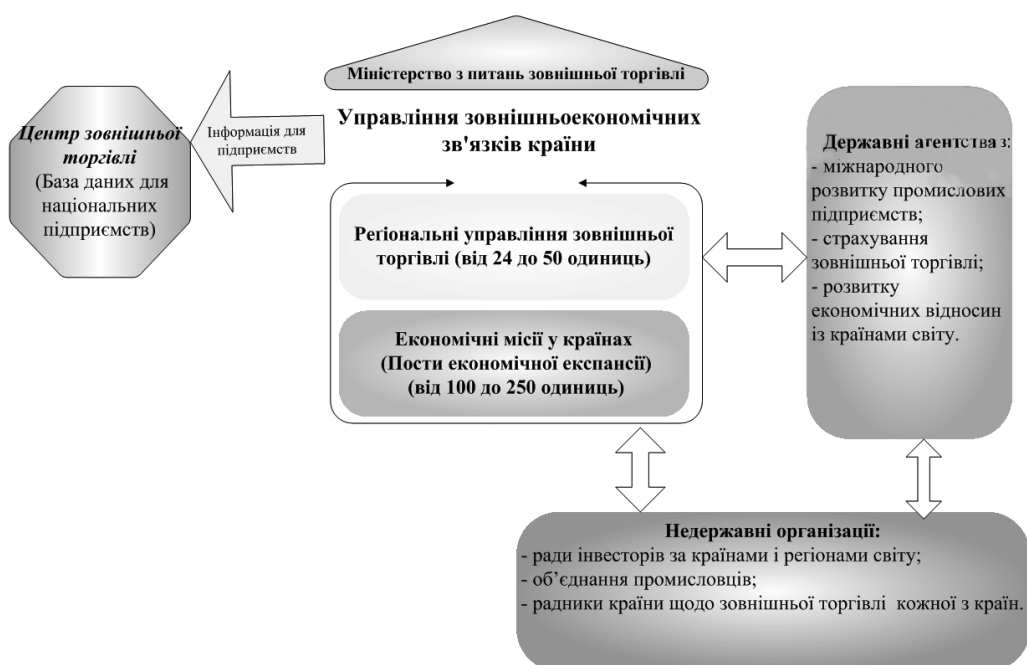 Міністерство з питань зовнішньої торгівлі
Управління зовнішньоекономічних
зв'язків країни
Центр зовнішньої
торгівлі
(База даних для
національних
підприємств)
Інформація для
підприємств
Регіональні управління зовнішньої
торгівлі (від 24 до 50 одиниць)
Економічні місії у країнах
(Пости економічної експансії)
(від 100 до 250 одиниць)
Державні агентства з:
- міжнародного
розвитку промислових
підприємств;
- страхування
зовнішньої торгівлі;
- розвитку
економічних відносин
із країнами світу.
Недержавні організації:
- ради інвесторів за країнами і регіонами світу;
- об’єднання промисловців;
- радники країни щодо зовнішньої торгівлі кожної з країн.